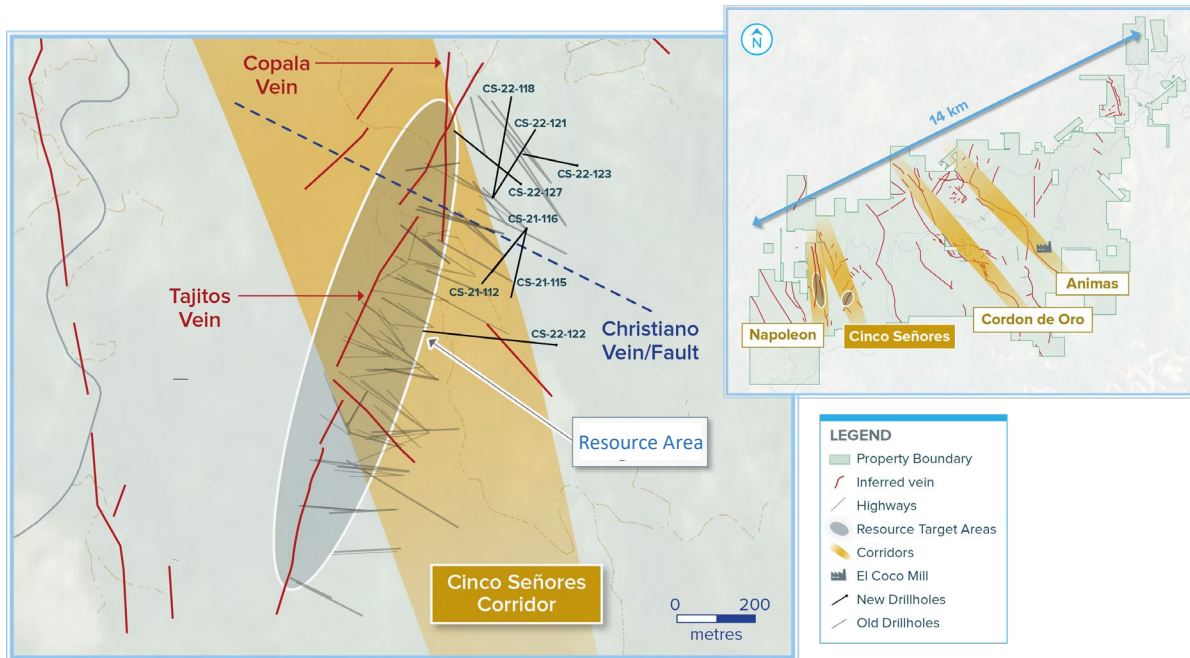 Copala
Vein
CS-22-118
CS-22-121
CS-22-123
CS-22-127
CS-21-116
CS-21-112
CS-21-115
CS-22-122
Tajitos
Vein
Christiano
Vein/Fault
Resource Area
Cinco Señores
Corridor
0 200
metres
N
14 km
Napoleon
Cinco Señores
Cordon de Oro
Animas
LEGEND
Property Boundary
Inferred vein
Highways
Resource Target Areas
Corridors
El Coco Mill
New Drillholes
Old Drillholes